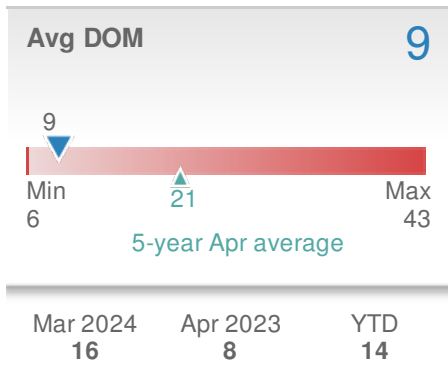 Avg DOM 9
9
Min Max
6 21 43
5-year Apr average
Mar 2024 Apr 2023 YTD
16 8 14